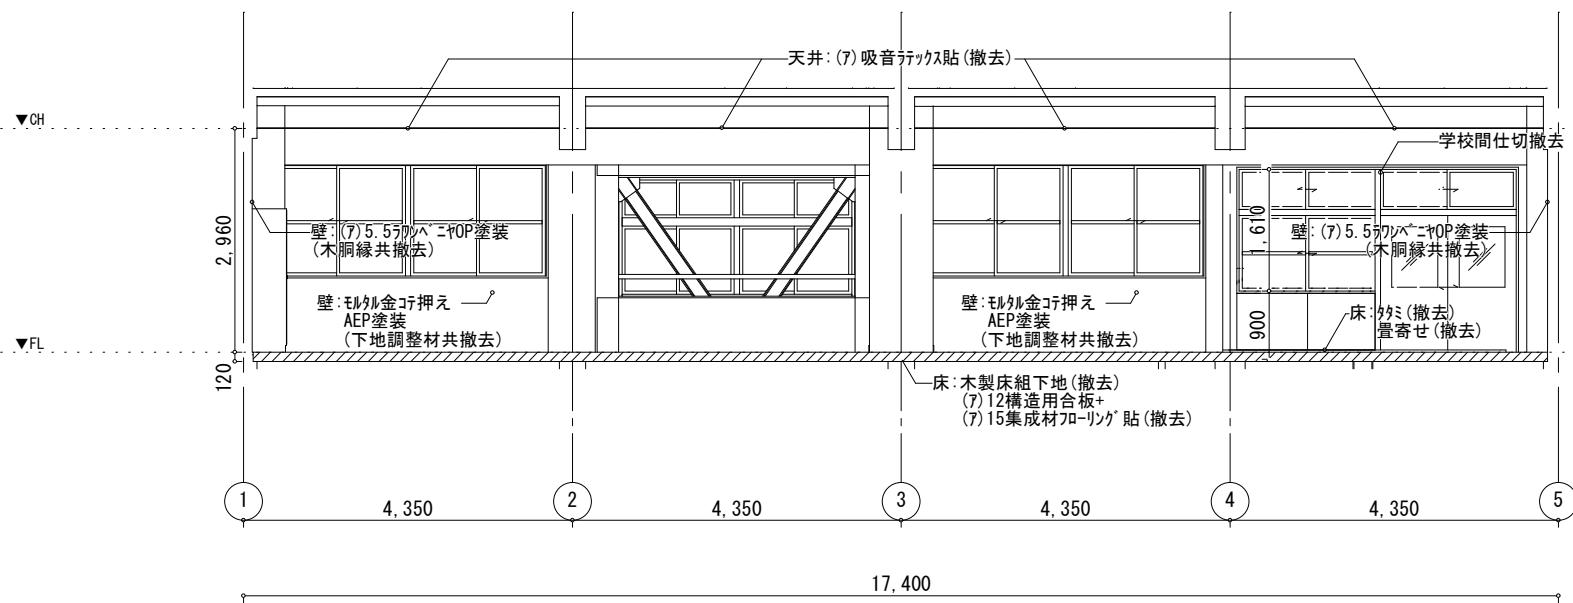 天井:(ア)吸音ﾗﾃｯｸｽ貼(撤去)
▼CH
学校間仕切撤去
2,960
壁:(ア)5.5ﾗﾜﾝﾍﾞﾆﾔOP塗装
(木胴縁共撤去)
1,610
壁:(ア)5.5ﾗﾜﾝﾍﾞﾆﾔOP塗装
(木胴縁共撤去)
壁:ﾓﾙﾀﾙ金ｺﾃ押え
AEP塗装
(下地調整材共撤去)
壁:ﾓﾙﾀﾙ金ｺﾃ押え
AEP塗装
(下地調整材共撤去)
900
床:ﾀﾀﾐ(撤去)
畳寄せ(撤去)
▼FL
120
床:木製床組下地(撤去)
(ア)12構造用合板+
(ア)15集成材ﾌﾛｰﾘﾝｸﾞ貼(撤去)
1
2
3
4
5
4,350
4,350
4,350
4,350
17,400